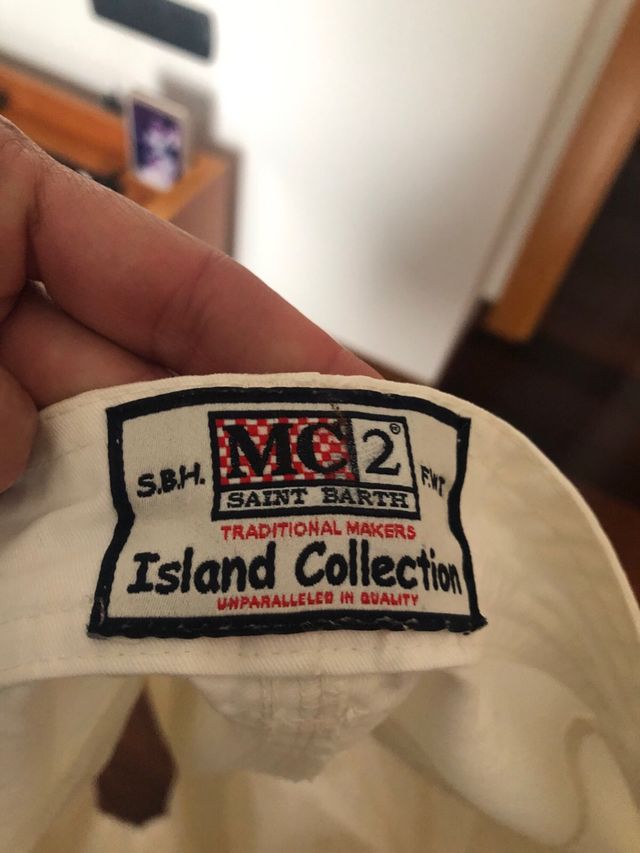 S.B.H. MC2® F.W.I
SAINT BARTH
TRADITIONAL MAKERS
Island Collection
UNPARALLELED IN QUALITY